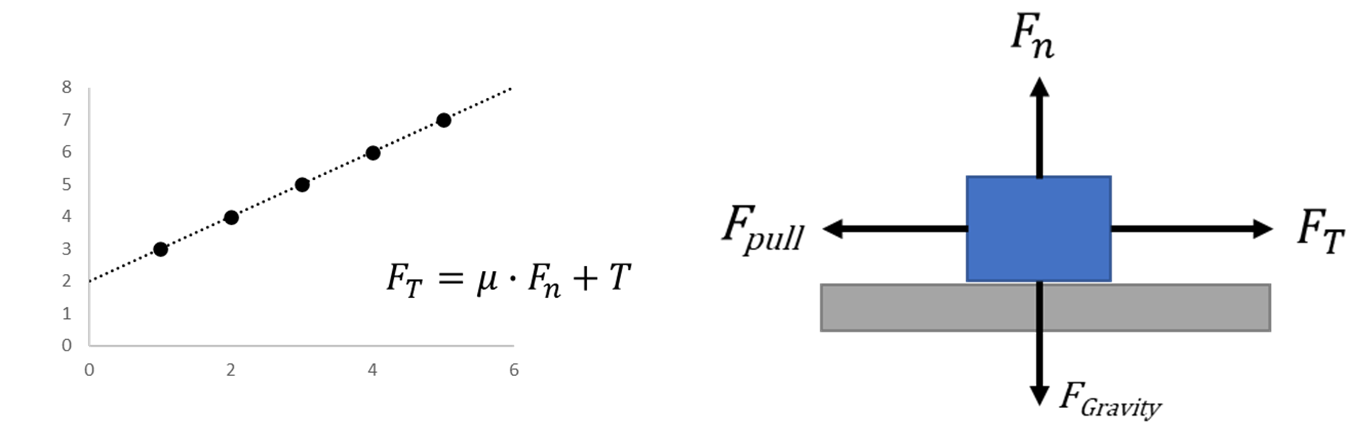 8
7
6
5
4
3
2
1
0
0 2 4 6
F_T = μ · F_n + T
F_n
F_pull
F_T
F_Gravity